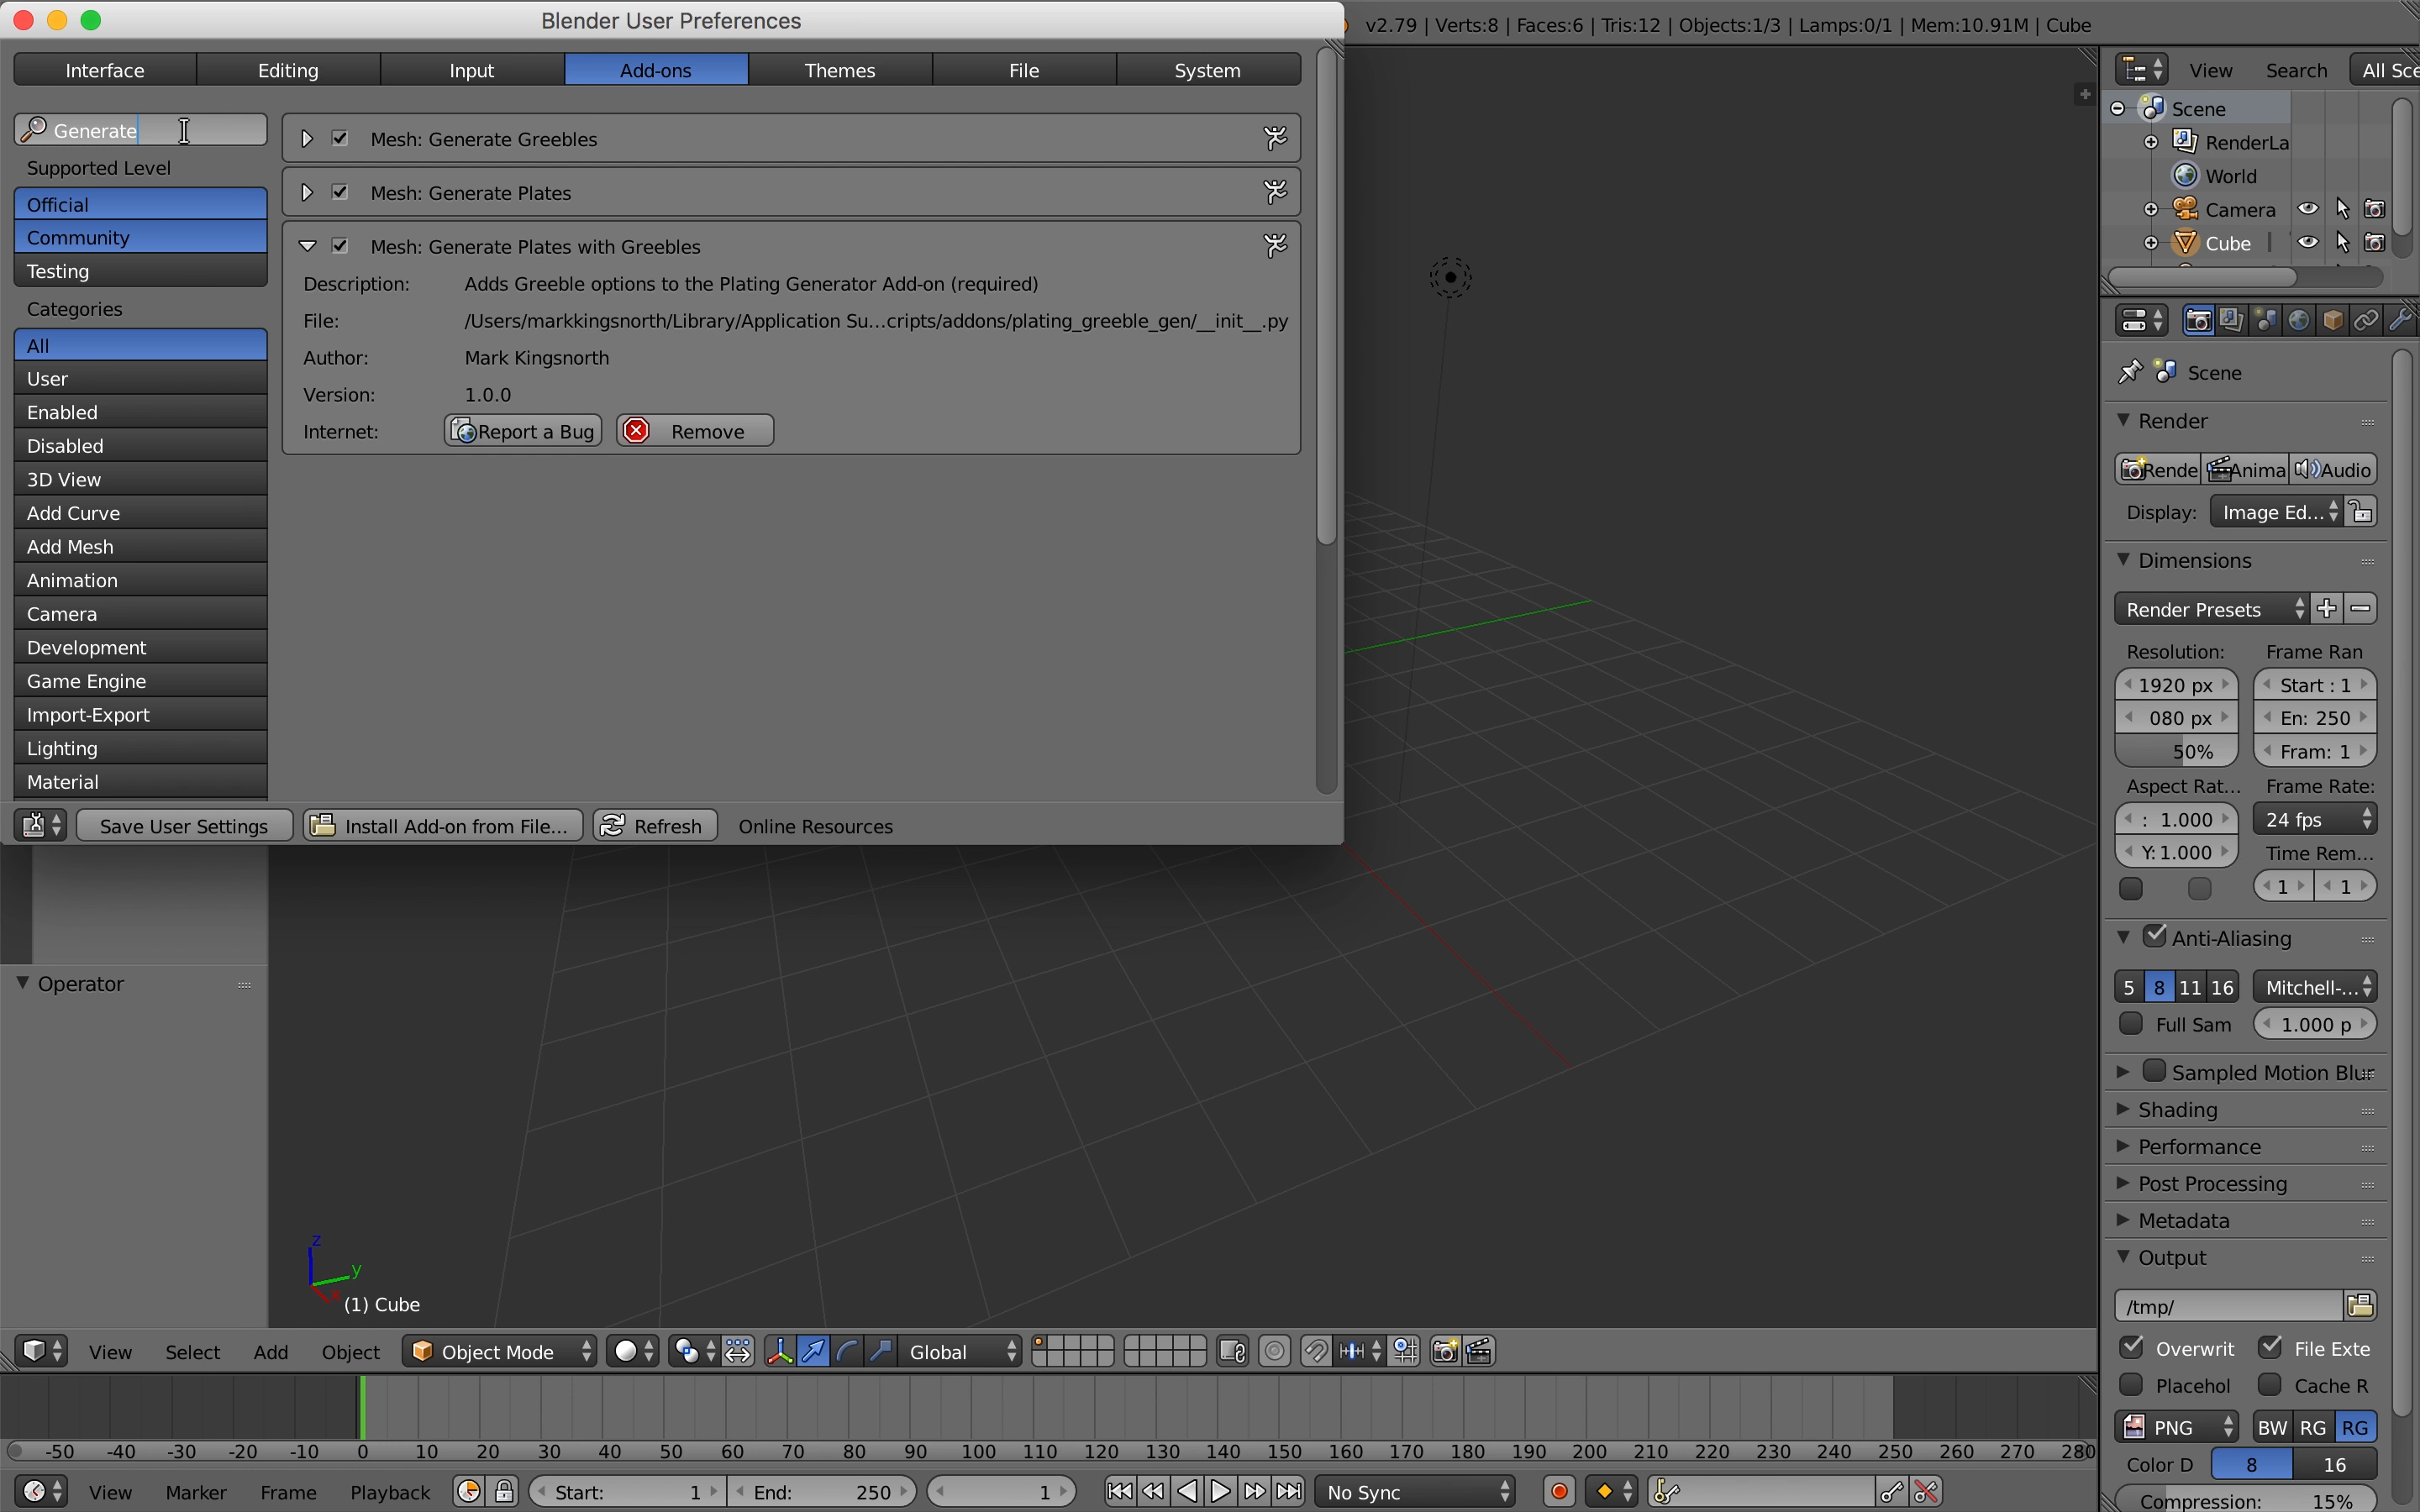 Blender User Preferences
v2.79 | Verts:8 | Faces:6 | Tris:12 | Objects:1/3 | Lamps:0/1 | Mem:10.91M | Cube
Interface Editing Input Add-ons Themes File System
Generate
Supported Level
Official
Community
Testing
Categories
All
User
Enabled
Disabled
3D View
Add Curve
Add Mesh
Animation
Camera
Development
Game Engine
Import-Export
Lighting
Material
Mesh: Generate Greebles
Mesh: Generate Plates
Mesh: Generate Plates with Greebles
Description: Adds Greeble options to the Plating Generator Add-on (required)
File: /Users/markkingsnorth/Library/Application Su...cripts/addons/plating_greeble_gen/__init__.py
Author: Mark Kingsnorth
Version: 1.0.0
Internet: Report a Bug Remove
Save User Settings Install Add-on from File... Refresh Online Resources
Operator
z
y
x
(1) Cube
View Select Add Object Object Mode Global
-50 -40 -30 -20 -10 0 10 20 30 40 50 60 70 80 90 100 110 120 130 140 150 160 170 180 190 200 210 220 230 240 250 260 270 280
View Marker Frame Playback Start: 1 End: 250 1 No Sync
View Search All Sce
Scene
RenderLa
World
Camera
Cube
Scene
Render
Rende Anima Audio
Display: Image Ed...
Dimensions
Render Presets
Resolution: Frame Ran
1920 px Start : 1
080 px En: 250
50% Fram: 1
Aspect Rat... Frame Rate:
: 1.000 24 fps
Y: 1.000 Time Rem...
1 1
Anti-Aliasing
5 8 11 16 Mitchell-...
Full Sam 1.000 p
Sampled Motion Blur
Shading
Performance
Post Processing
Metadata
Output
/tmp/
Overwrit File Exte
Placehol Cache R
PNG BW RG RG
Color D 8 16
Compression: 15%